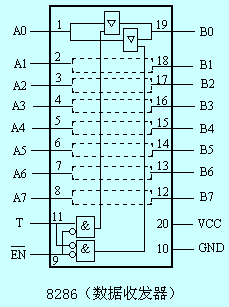 A0 1 ▽ 19 B0
▽
A1 2 18 B1
A2 3 17 B2
A3 4 16 B3
A4 5 15 B4
A5 6 14 B5
A6 7 13 B6
A7 8 12 B7
T 11 & 20 VCC
EN 9 & 10 GND
8286（数据收发器）